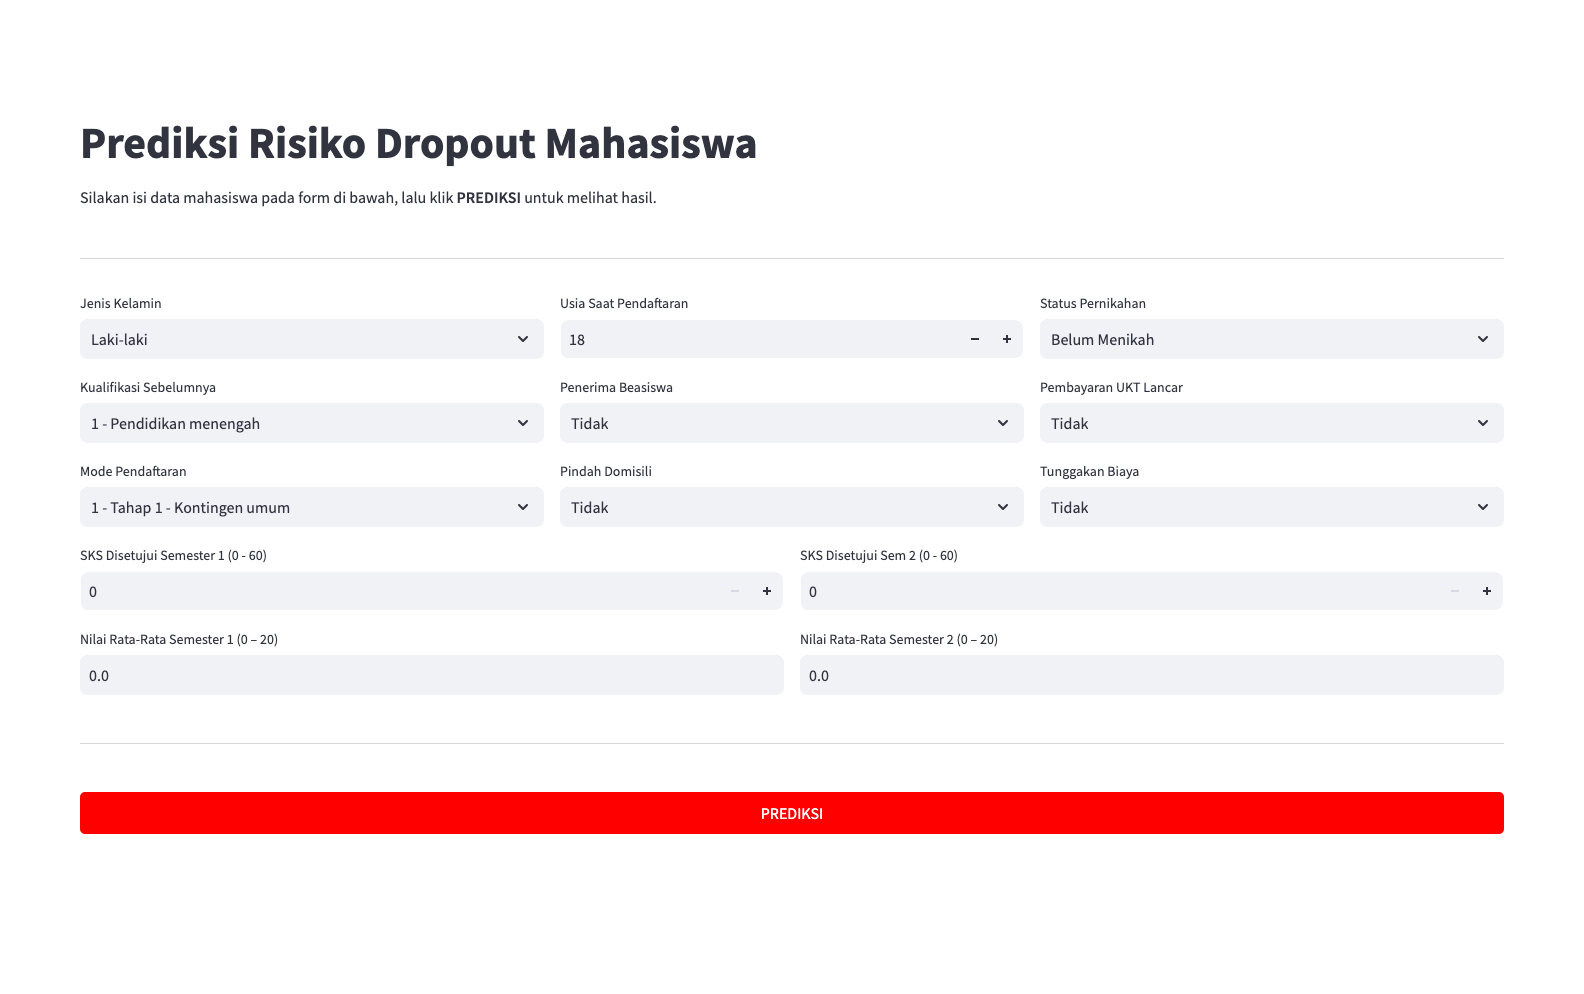 Prediksi Risiko Dropout Mahasiswa
Silakan isi data mahasiswa pada form di bawah, lalu klik PREDIKSI untuk melihat hasil.
Jenis Kelamin
Usia Saat Pendaftaran
Status Pernikahan
Laki-laki
18
Belum Menikah
Kualifikasi Sebelumnya
Penerima Beasiswa
Pembayaran UKT Lancar
1 - Pendidikan menengah
Tidak
Tidak
Mode Pendaftaran
Pindah Domisili
Tunggakan Biaya
1 - Tahap 1 - Kontingen umum
Tidak
Tidak
SKS Disetujui Semester 1 (0 - 60)
SKS Disetujui Sem 2 (0 - 60)
0
0
Nilai Rata-Rata Semester 1 (0 – 20)
Nilai Rata-Rata Semester 2 (0 – 20)
0.0
0.0
PREDIKSI